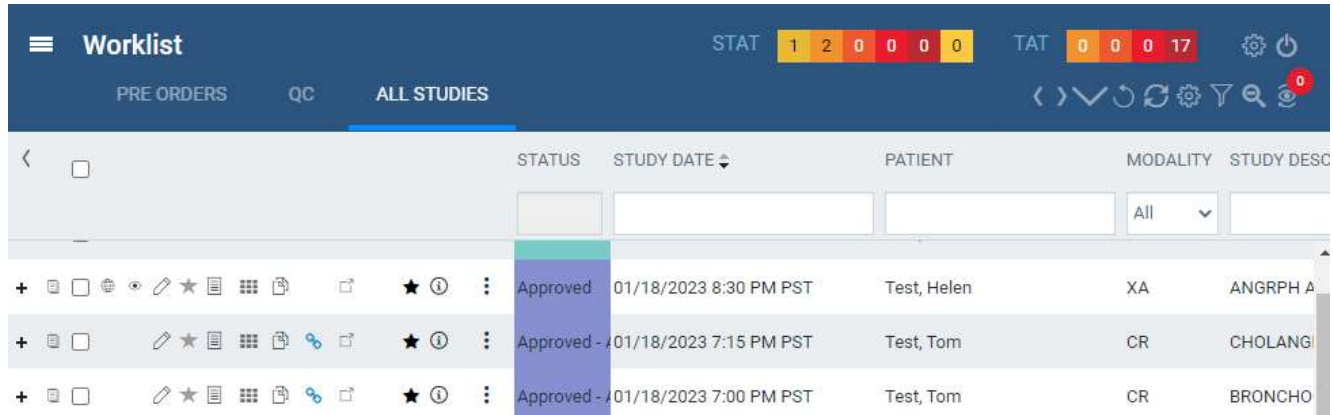 Worklist STAT 1 2 0 0 0 0 TAT 0 0 0 17
PRE ORDERS QC ALL STUDIES 0
STATUS STUDY DATE PATIENT MODALITY STUDY DESC
All
Approved 01/18/2023 8:30 PM PST Test, Helen XA ANGRPH A
Approved - 01/18/2023 7:15 PM PST Test, Tom CR CHOLANG
Approved - 01/18/2023 7:00 PM PST Test, Tom CR BRONCHO